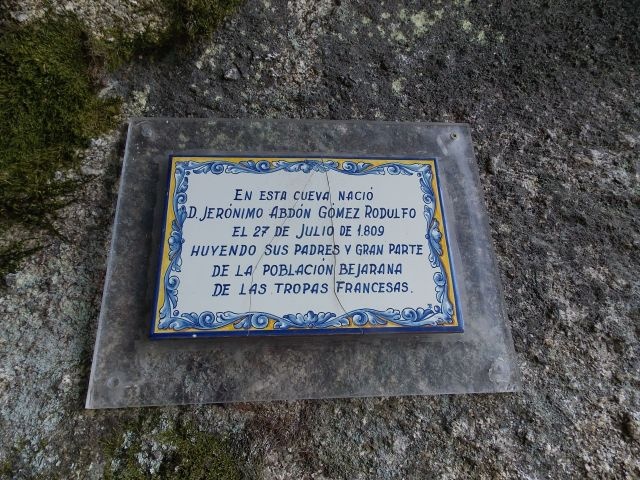 EN ESTA CUEVA NACIÓ
D. JERÓNIMO ABDÓN GÓMEZ RODULFO
EL 27 DE JULIO DE 1.809
HUYENDO SUS PADRES Y GRAN PARTE
DE LA POBLACIÓN BEJARANA
DE LAS TROPAS FRANCESAS.